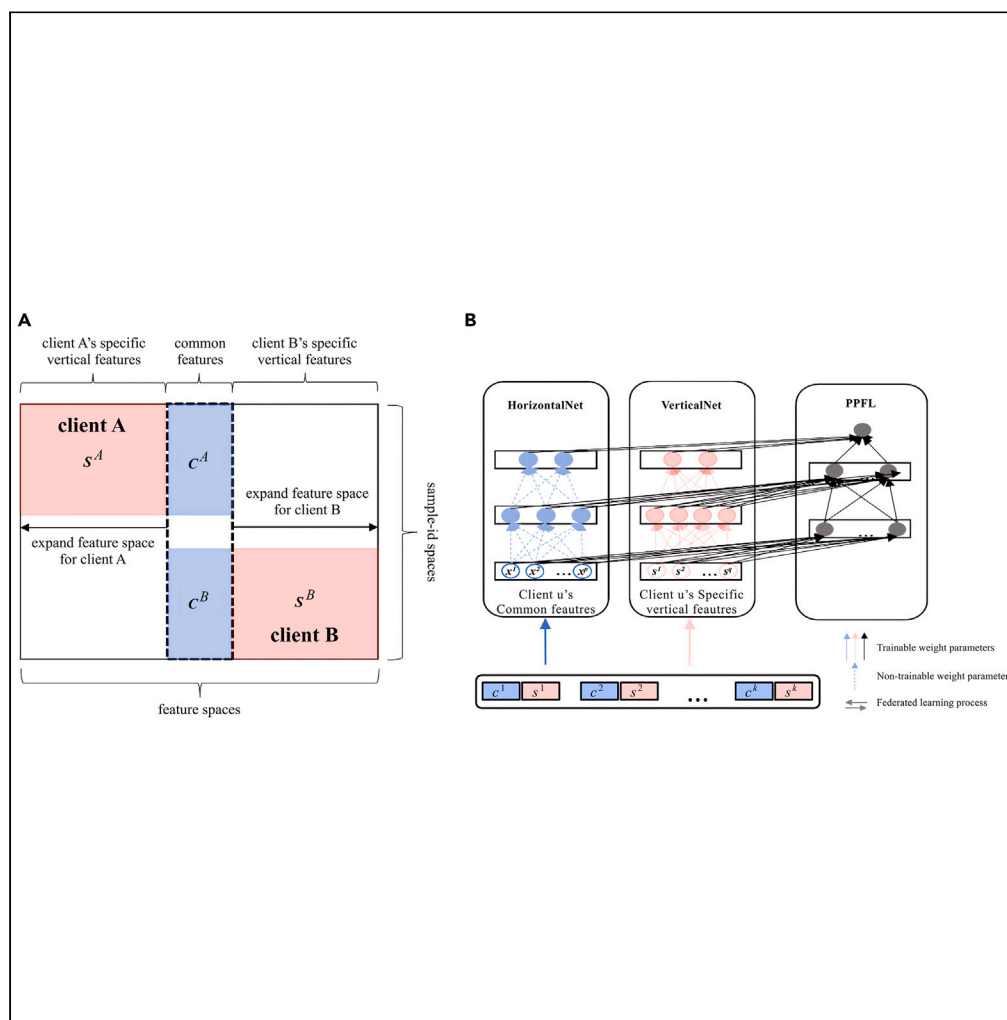 A
client A's specific
vertical features
common
features
client B's specific
vertical features
client A
s^A
c^A
expand feature space
for client B
expand feature space
for client A
c^B
s^B
client B
sample-id spaces
feature spaces
B
HorizontalNet
VerticalNet
PPFL
...
x^1 x^2 ... x^p
s^1 s^2 ... s^q
Client u's
Common feautres
Client u's Specific
vertical feautres
c^1 s^1 c^2 s^2 ... c^k s^k
Trainable weight parameters
Non-trainable weight parameter
Federated learning process